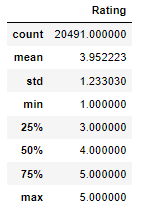 Rating
count 20491.000000
mean 3.952223
std 1.233030
min 1.000000
25% 3.000000
50% 4.000000
75% 5.000000
max 5.000000